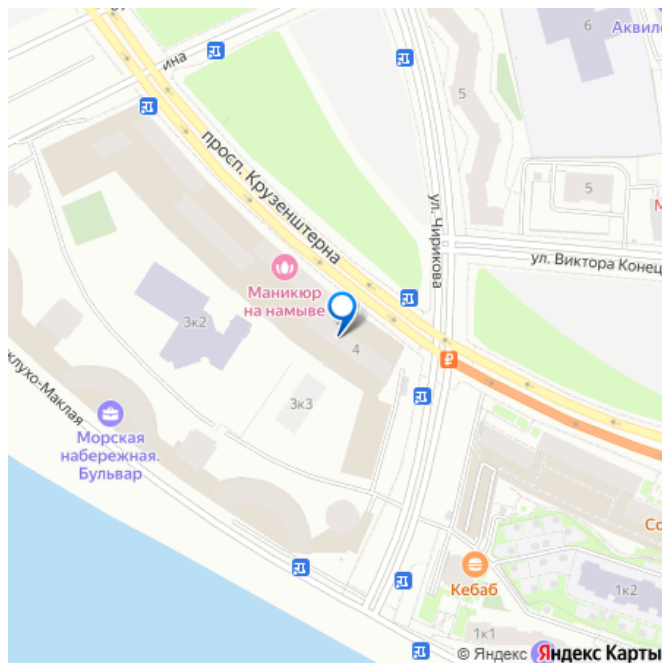 6
Аквило
ина
5
просп. Крузенштерна
5
ул. Чирикова
ул. Виктора Конец
Маникюр
на намыве
3к2
4
клухо-Маклая
3к3
Морская
набережная.
Бульвар
Со
Кебаб
1к2
1к1
© Яндекс Яндекс Карты